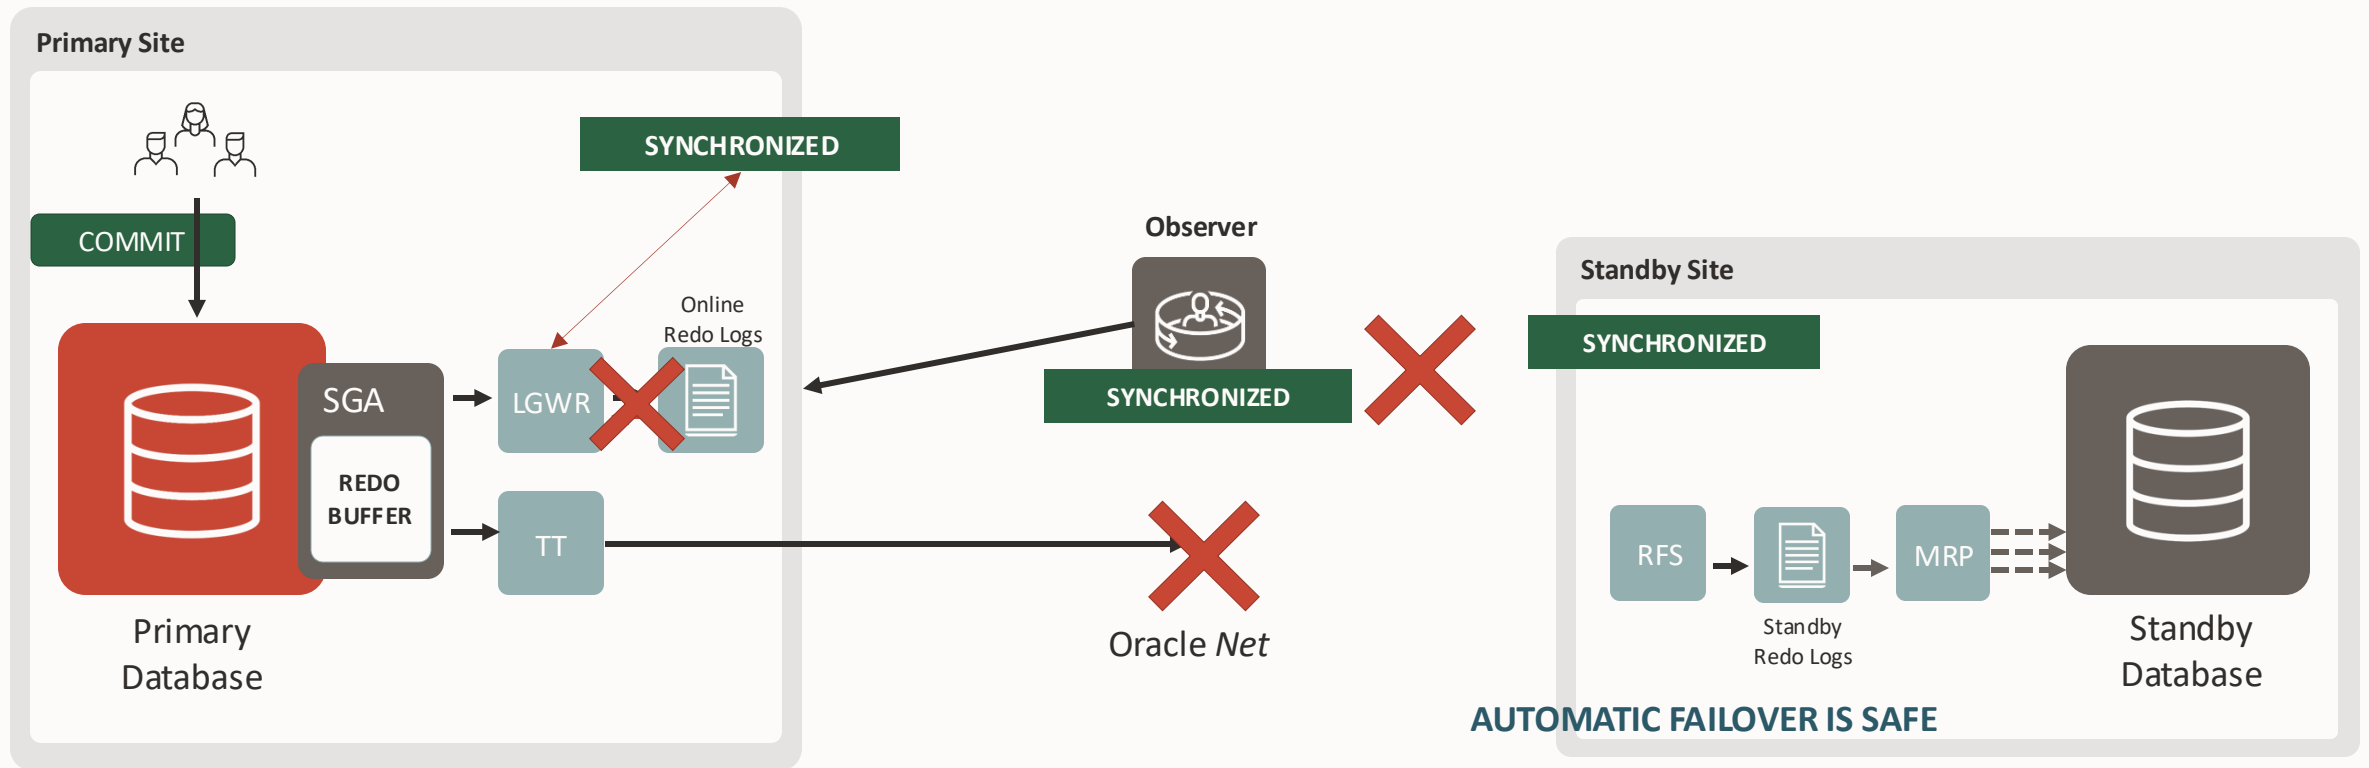 Primary Site
SYNCHRONIZED
COMMIT
Online
Redo Logs
SGA
LGWR
REDO
BUFFER
TT
Primary
Database
Observer
SYNCHRONIZED
Oracle Net
Standby Site
SYNCHRONIZED
RFS
MRP
Standby
Redo Logs
Standby
Database
AUTOMATIC FAILOVER IS SAFE